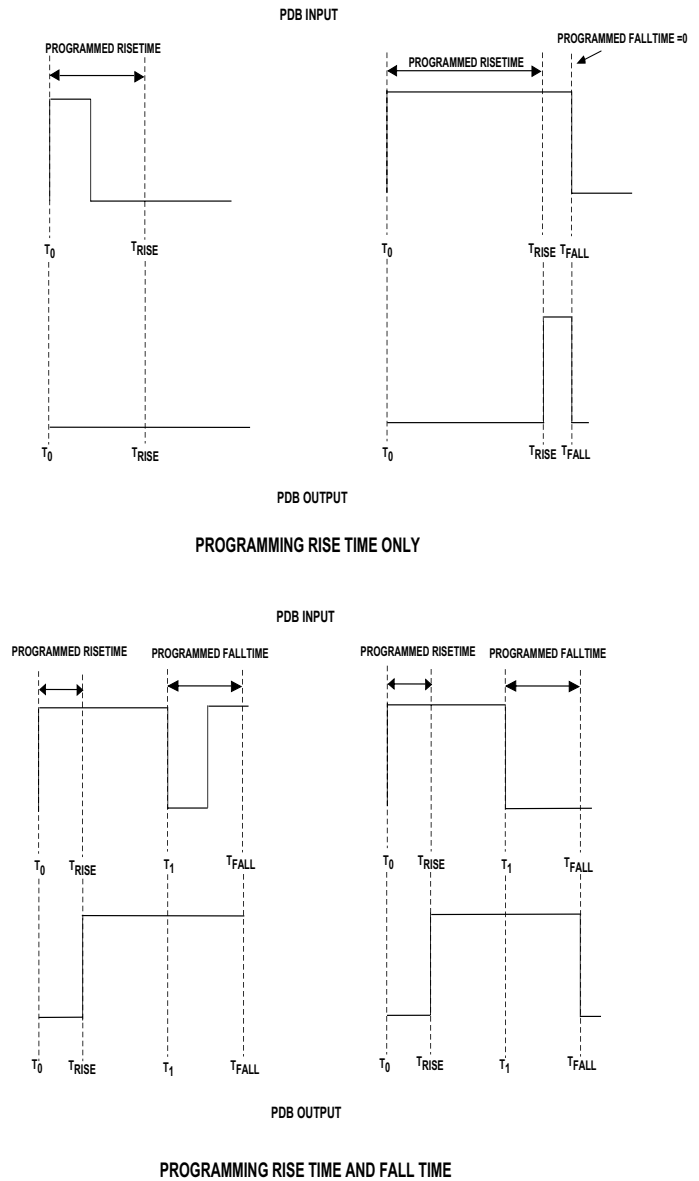 PDB INPUT
PROGRAMMED RISETIME
PROGRAMMED RISETIME
PROGRAMMED FALLTIME =0
T0
TRISE
T0
TRISE TFALL
T0
TRISE
T0
TRISE TFALL
PDB OUTPUT
PROGRAMMING RISE TIME ONLY
PDB INPUT
PROGRAMMED RISETIME
PROGRAMMED FALLTIME
PROGRAMMED RISETIME
PROGRAMMED FALLTIME
T0
TRISE
T1
TFALL
T0
TRISE
T1
TFALL
T0
TRISE
T1
TFALL
T0
TRISE
T1
TFALL
PDB OUTPUT
PROGRAMMING RISE TIME AND FALL TIME